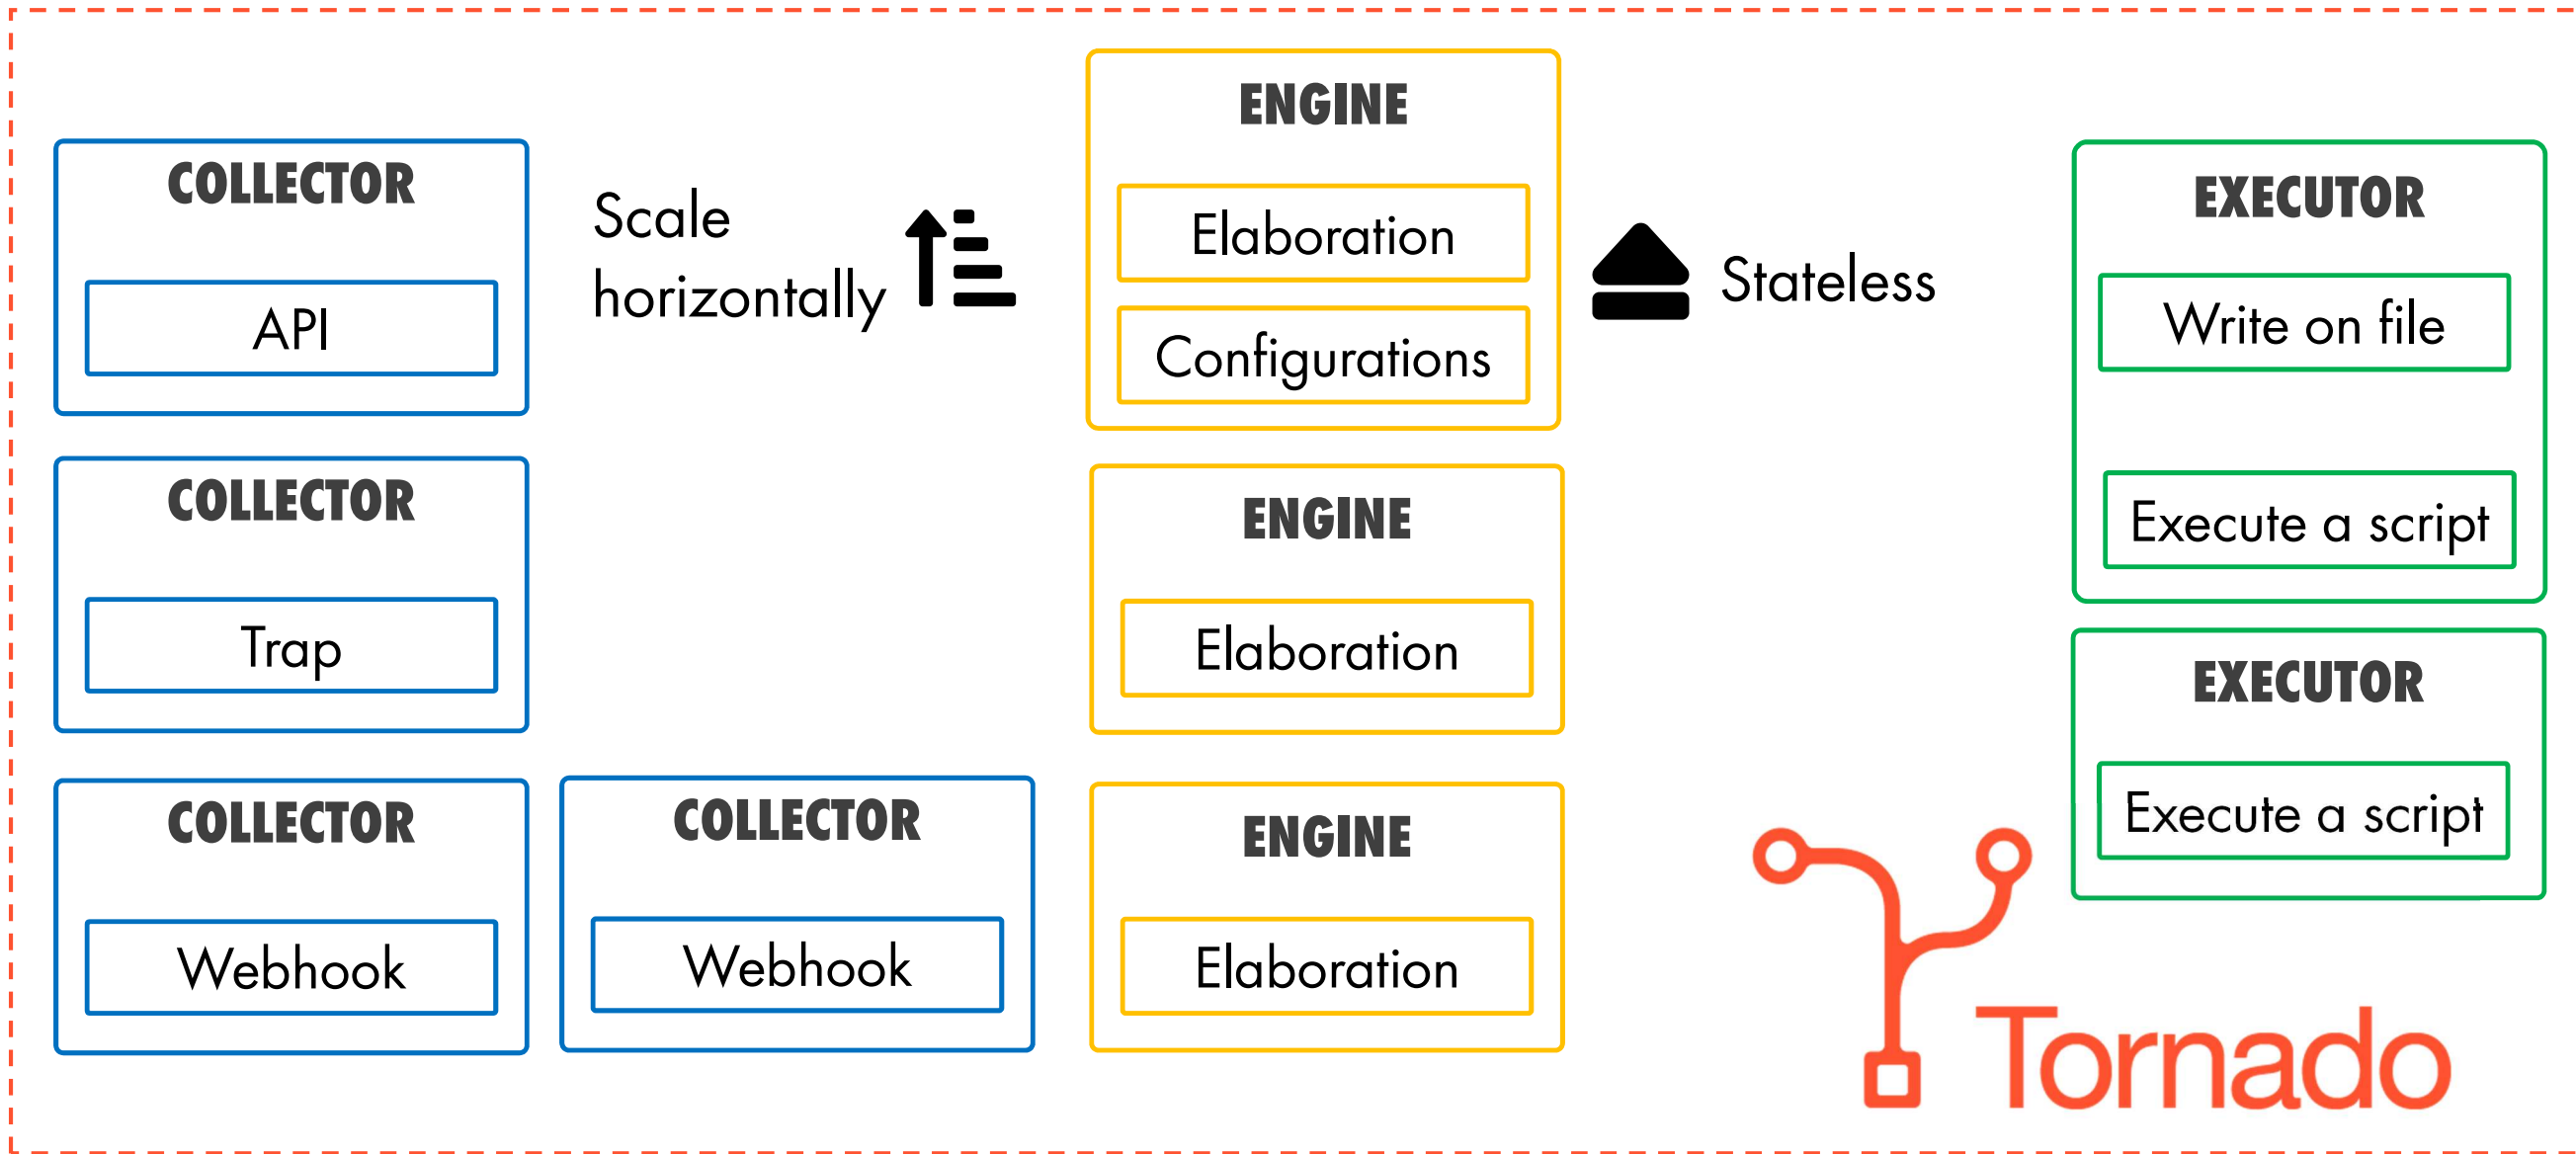 COLLECTOR
API
COLLECTOR
Trap
COLLECTOR
Webhook
COLLECTOR
Webhook
Scale
horizontally
ENGINE
Elaboration
Configurations
ENGINE
Elaboration
ENGINE
Elaboration
Stateless
EXECUTOR
Write on file
Execute a script
EXECUTOR
Execute a script
Tornado